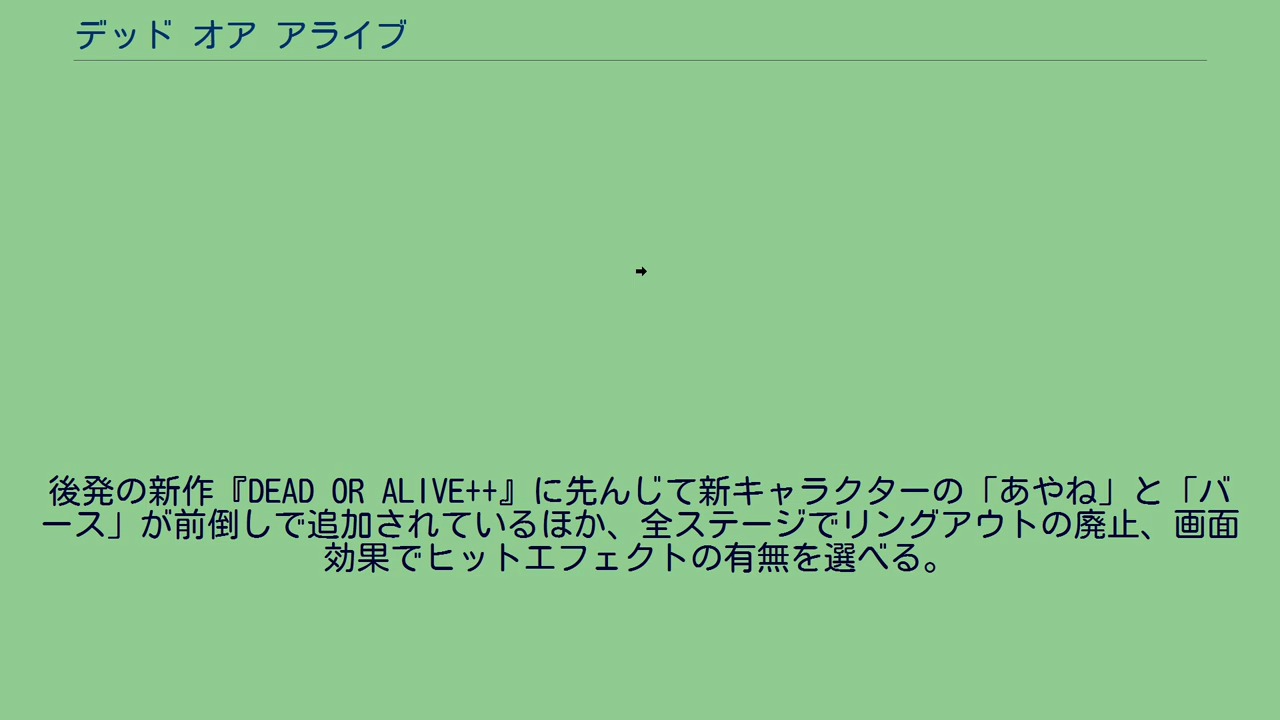 デッド オア アライブ
後発の新作『DEAD OR ALIVE++』に先んじて新キャラクターの「あやね」と「バ
ース」が前倒しで追加されているほか、全ステージでリングアウトの廃止、画面
効果でヒットエフェクトの有無を選べる。